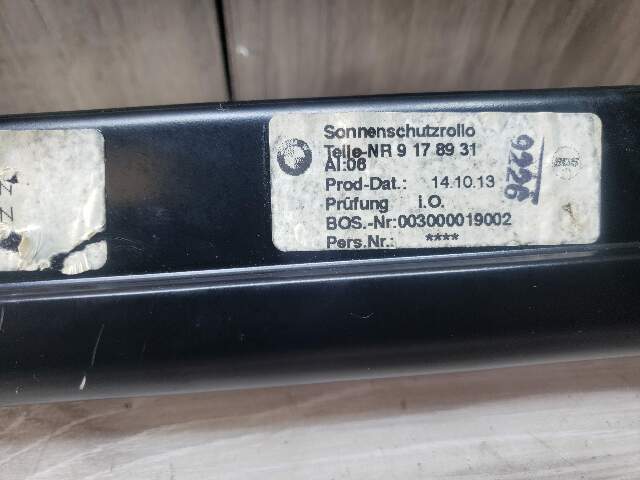 Sonnenschutzrollo
Teile-NR 9 17 89 31
AI:06
Prod-Dat.: 14.10.13
Prüfung i.O.
BOS.-Nr:003000019002
Pers.Nr.: ****
9226
BOS